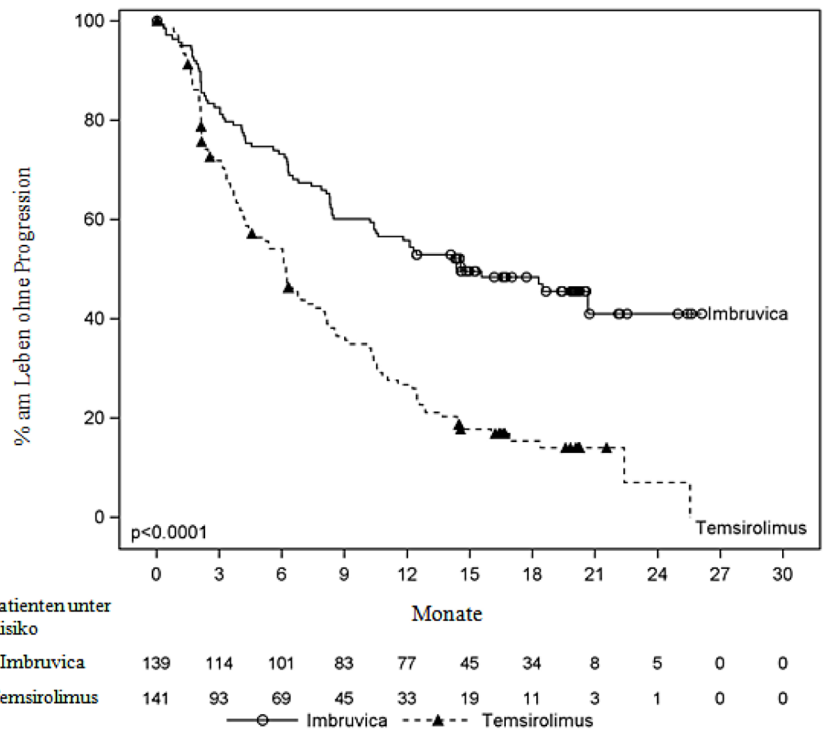 100
80
60
40
20
0
% am Leben ohne Progression
Imbruvica
Temsirolimus
p<0.0001
0 3 6 9 12 15 18 21 24 27 30
Monate
atienten unter
isiko
Imbruvica 139 114 101 83 77 45 34 8 5 0 0
emsirolimus 141 93 69 45 33 19 11 3 1 0 0
Imbruvica Temsirolimus